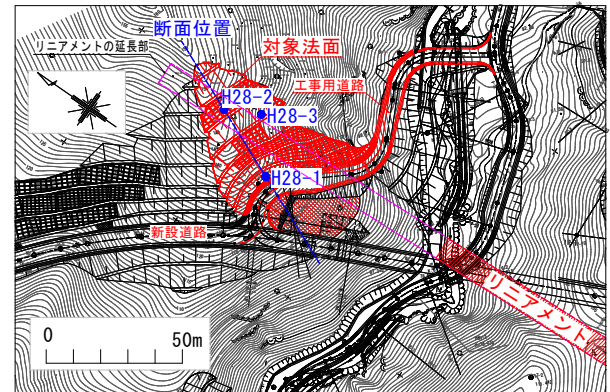 断面位置
リニアメントの延長部
対象法面
工事用道路
H28-2
H28-3
H28-1
新設道路
リニアメント
0
50m